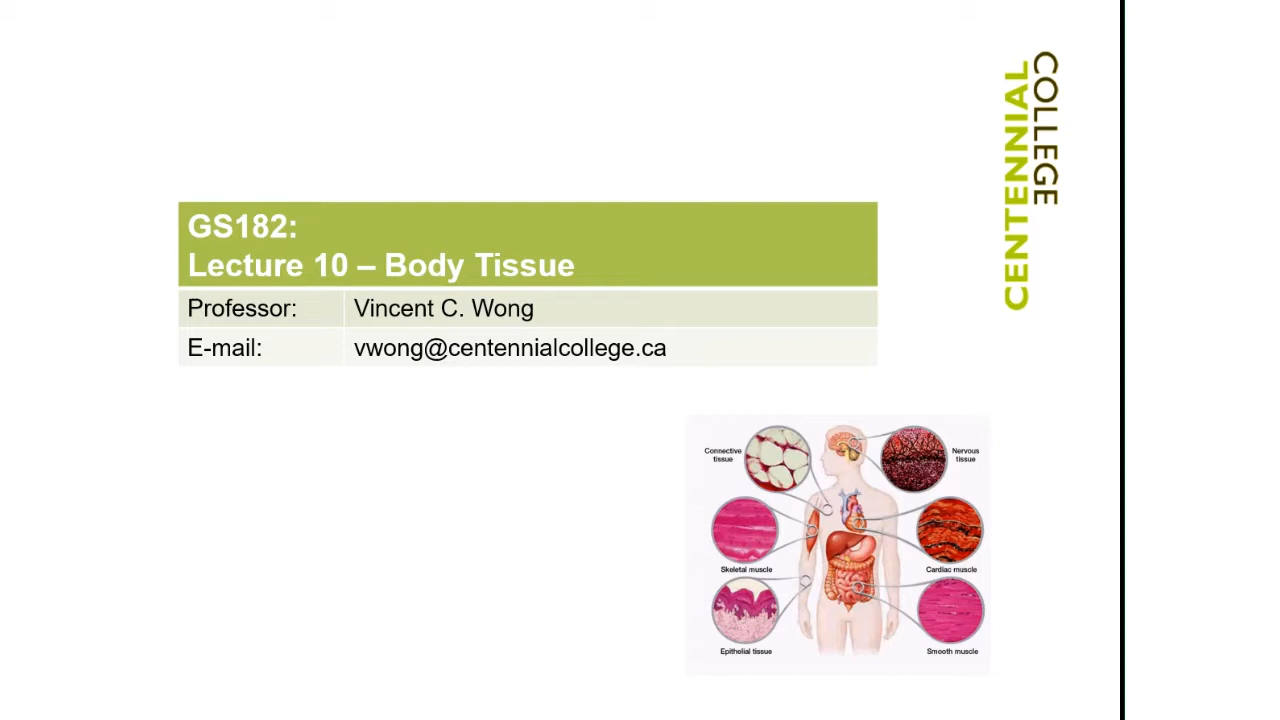 COLLEGE
CENTENNIAL
GS182:
Lecture 10 – Body Tissue
Professor: Vincent C. Wong
E-mail: vwong@centennialcollege.ca
Connective
tissue
Nervous
tissue
Skeletal muscle
Cardiac muscle
Epithelial tissue
Smooth muscle